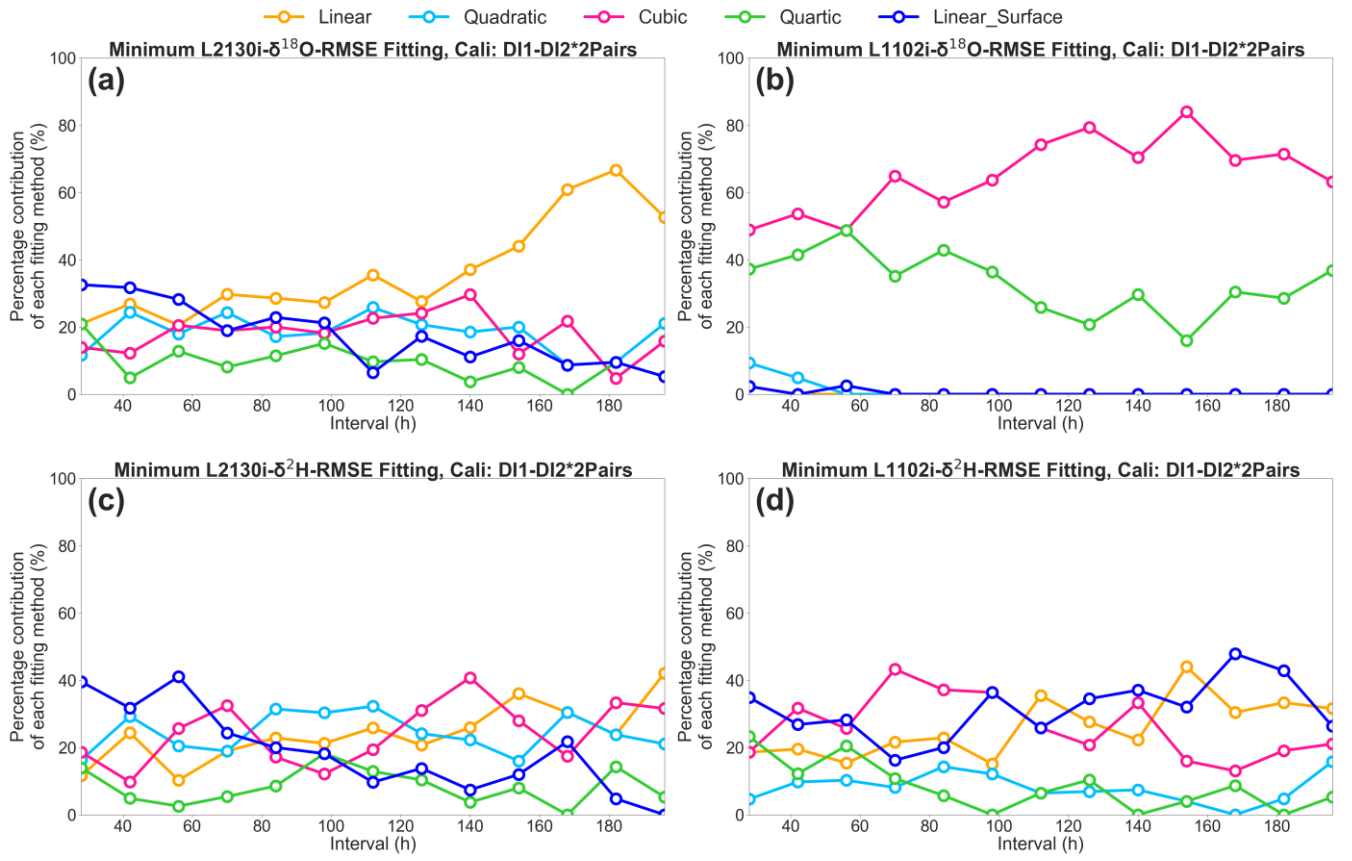 Linear Quadratic Cubic Quartic Linear_Surface
Minimum L2130i-δ¹⁸O-RMSE Fitting, Cali: DI1-DI2*2Pairs
(a)
Percentage contribution
of each fitting method (%)
100
80
60
40
20
0
40 60 80 100 120 140 160 180
Interval (h)
Minimum L1102i-δ¹⁸O-RMSE Fitting, Cali: DI1-DI2*2Pairs
(b)
Percentage contribution
of each fitting method (%)
100
80
60
40
20
0
40 60 80 100 120 140 160 180
Interval (h)
Minimum L2130i-δ²H-RMSE Fitting, Cali: DI1-DI2*2Pairs
(c)
Percentage contribution
of each fitting method (%)
100
80
60
40
20
0
40 60 80 100 120 140 160 180
Interval (h)
Minimum L1102i-δ²H-RMSE Fitting, Cali: DI1-DI2*2Pairs
(d)
Percentage contribution
of each fitting method (%)
100
80
60
40
20
0
40 60 80 100 120 140 160 180
Interval (h)